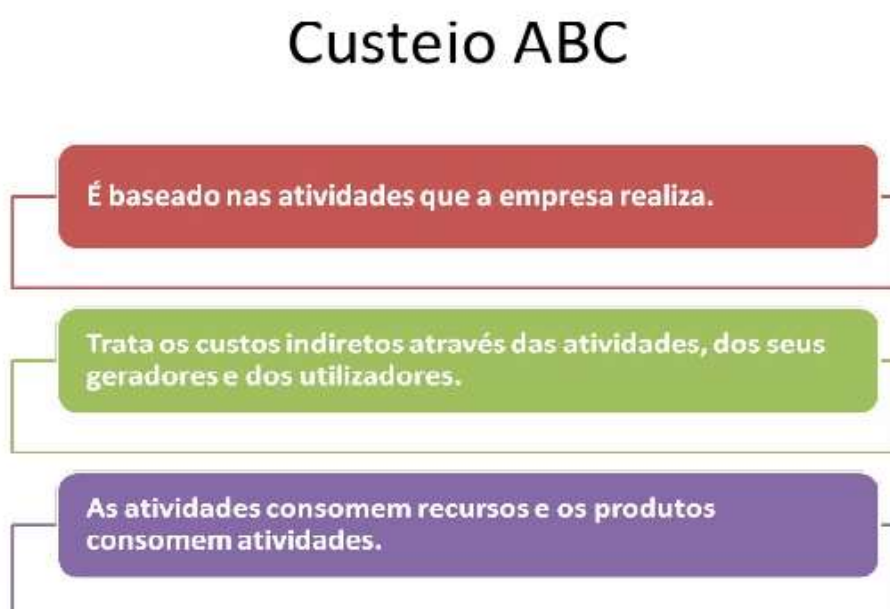 Custeio ABC
É baseado nas atividades que a empresa realiza.
Trata os custos indiretos através das atividades, dos seus
geradores e dos utilizadores.
As atividades consomem recursos e os produtos
consomem atividades.